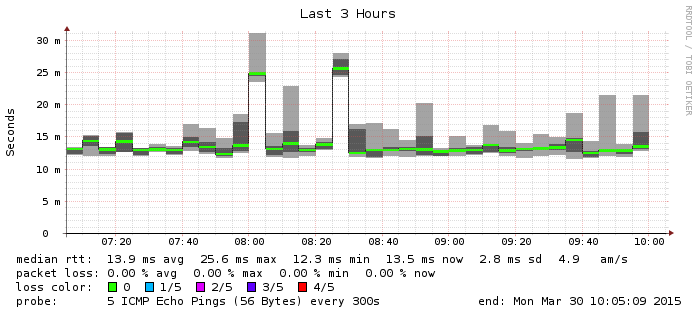 Last 3 Hours
RRDTOOL / TOBI OETIKER
Seconds
30 m
25 m
20 m
15 m
10 m
5 m
0
07:20 07:40 08:00 08:20 08:40 09:00 09:20 09:40 10:00
median rtt: 13.9 ms avg 25.6 ms max 12.3 ms min 13.5 ms now 2.8 ms sd 4.9 am/s
packet loss: 0.00 % avg 0.00 % max 0.00 % min 0.00 % now
loss color: 0 1/5 2/5 3/5 4/5
probe: 5 ICMP Echo Pings (56 Bytes) every 300s end: Mon Mar 30 10:05:09 2015